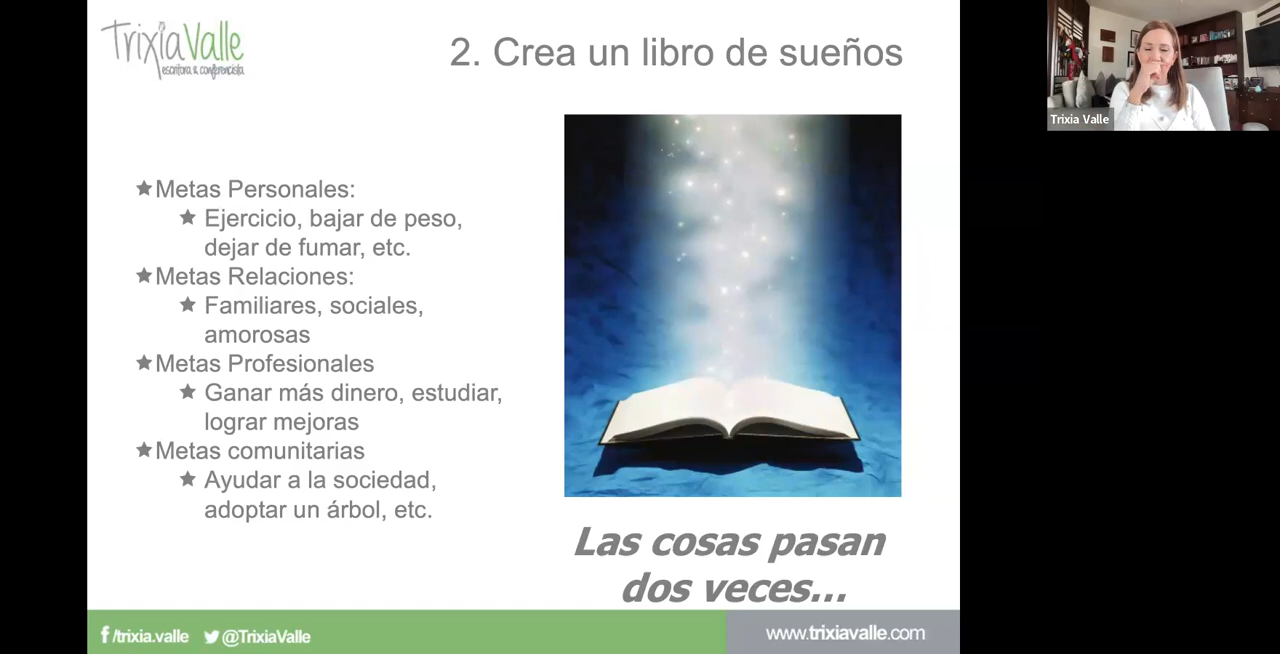 TrixiaValle
escritora & conferencista
2. Crea un libro de sueños
Trixia Valle
★Metas Personales:
★ Ejercicio, bajar de peso,
dejar de fumar, etc.
★Metas Relaciones:
★ Familiares, sociales,
amorosas
★Metas Profesionales
★ Ganar más dinero, estudiar,
lograr mejoras
★Metas comunitarias
★ Ayudar a la sociedad,
adoptar un árbol, etc.
Las cosas pasan
dos veces...
f /trixia.valle @TrixiaValle www.trixiavalle.com